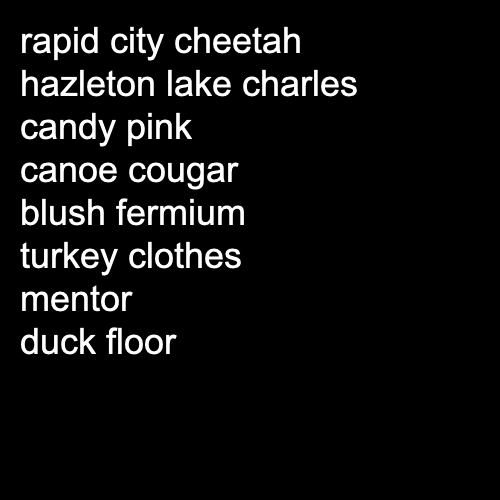 rapid city cheetah
hazleton lake charles
candy pink
canoe cougar
blush fermium
turkey clothes
mentor
duck floor